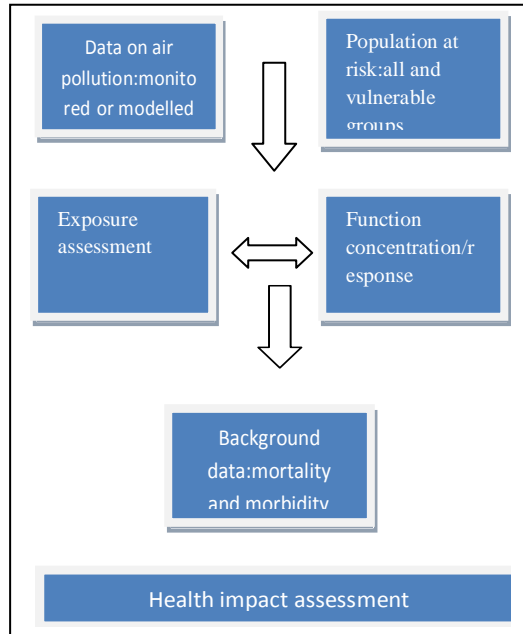 Data on air
pollution:monito
red or modelled
Population at
risk:all and
vulnerable
groups
Exposure
assessment
Function
concentration/r
esponse
Background
data:mortality
and morbidity
Health impact assessment